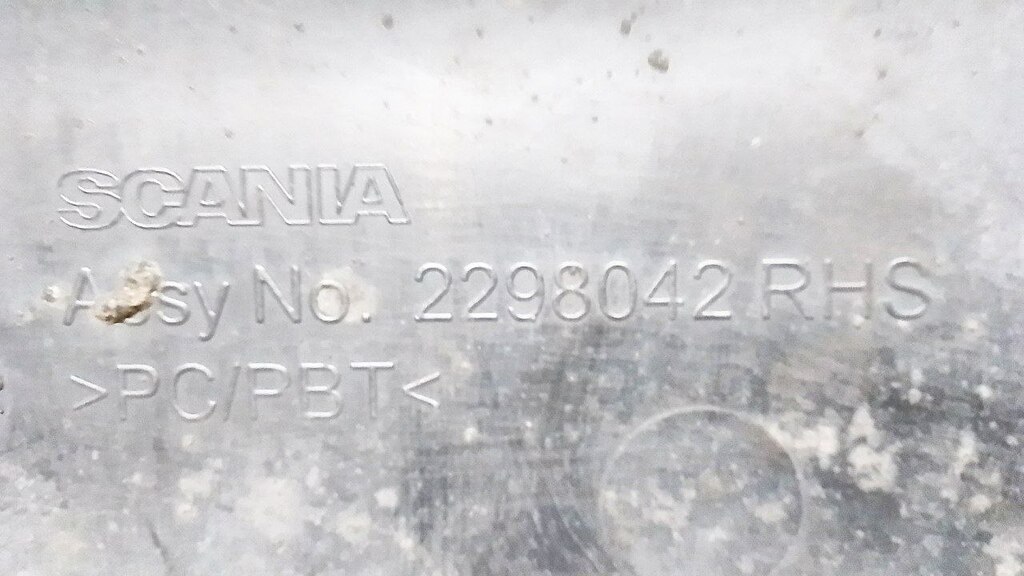 SCANIA
Assy No. 2298042 RHS
>PC/PBT<